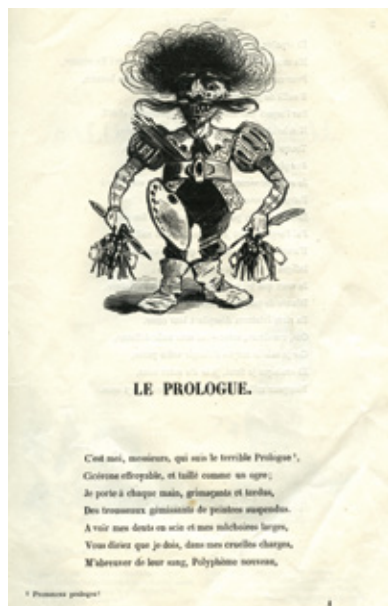 LE PROLOGUE.
C'est moi, messieurs, qui suis le terrible Prologue¹,
Cicérone effroyable, et taillé comme un ogre;
Je porte à chaque main, grimaçants et tordus,
Des trousseaux gémissants de peintres suspendus.
A voir mes dents en scie et mes mâchoires larges,
Vous diriez que je dois, dans mes cruelles charges,
M'abreuver de leur sang, Polyphème nouveau,
¹ Prononcez prologre!
1